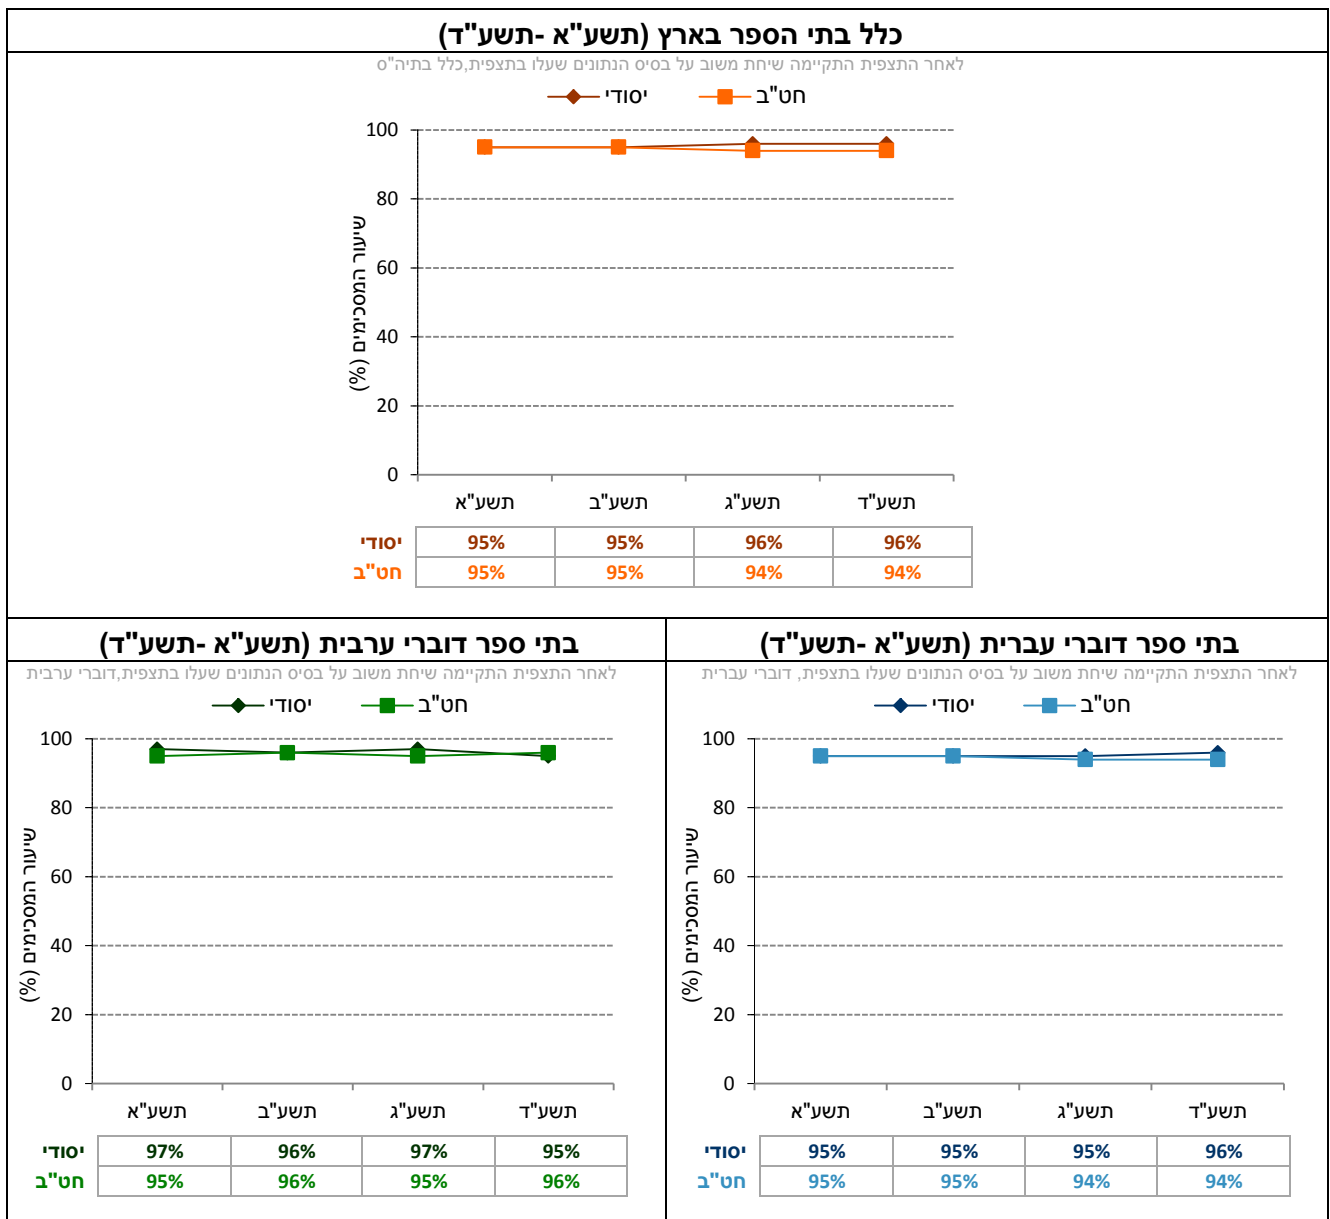 כלל בתי הספר בארץ (תשע"א -תשע"ד)
לאחר התצפית התקיימה שיחת משוב על בסיס הנתונים שעלו בתצפית,כלל בתיה"ס
יסודי חט"ב
שיעור המסכימים (%)
100
80
60
40
20
0
תשע"א תשע"ב תשע"ג תשע"ד
יסודי 95% 95% 96% 96%
חט"ב 95% 95% 94% 94%
בתי ספר דוברי עברית (תשע"א -תשע"ד)
לאחר התצפית התקיימה שיחת משוב על בסיס הנתונים שעלו בתצפית, דוברי עברית
יסודי חט"ב
שיעור המסכימים (%)
100
80
60
40
20
0
תשע"א תשע"ב תשע"ג תשע"ד
יסודי 95% 95% 95% 96%
חט"ב 95% 95% 94% 94%
בתי ספר דוברי ערבית (תשע"א -תשע"ד)
לאחר התצפית התקיימה שיחת משוב על בסיס הנתונים שעלו בתצפית,דוברי ערבית
יסודי חט"ב
שיעור המסכימים (%)
100
80
60
40
20
0
תשע"א תשע"ב תשע"ג תשע"ד
יסודי 97% 96% 97% 95%
חט"ב 95% 96% 95% 96%